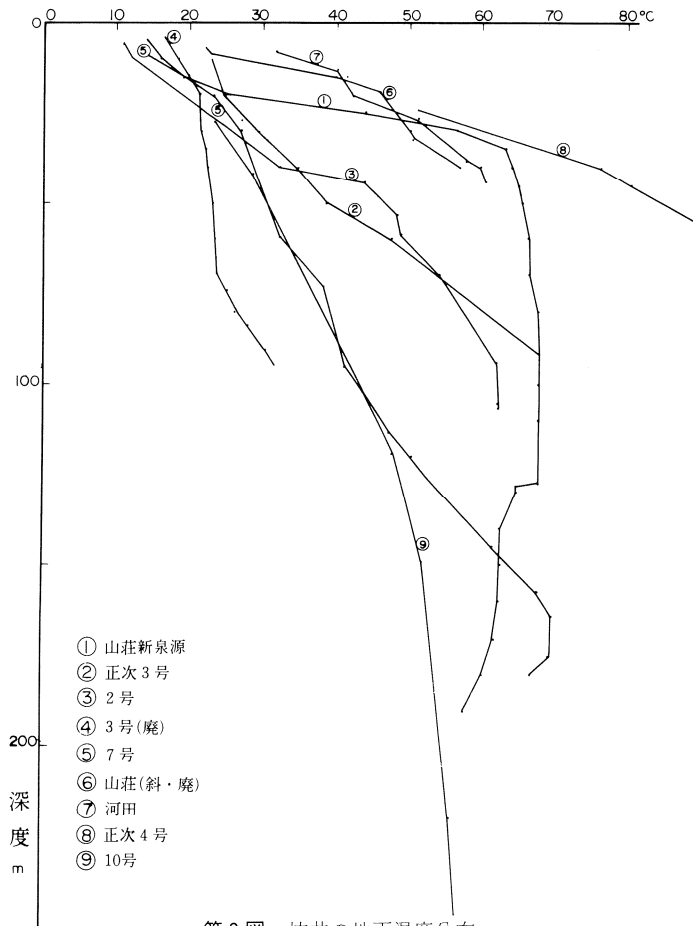 0 10 20 30 40 50 60 70 80°C
0
④
⑤
⑦
⑥
①
⑤
⑧
③
②
100
⑨
① 山荘新泉源
② 正次3号
③ 2号
④ 3号(廃)
⑤ 7号
⑥ 山荘(斜・廃)
⑦ 河田
⑧ 正次4号
⑨ 10号
200
深
度
m